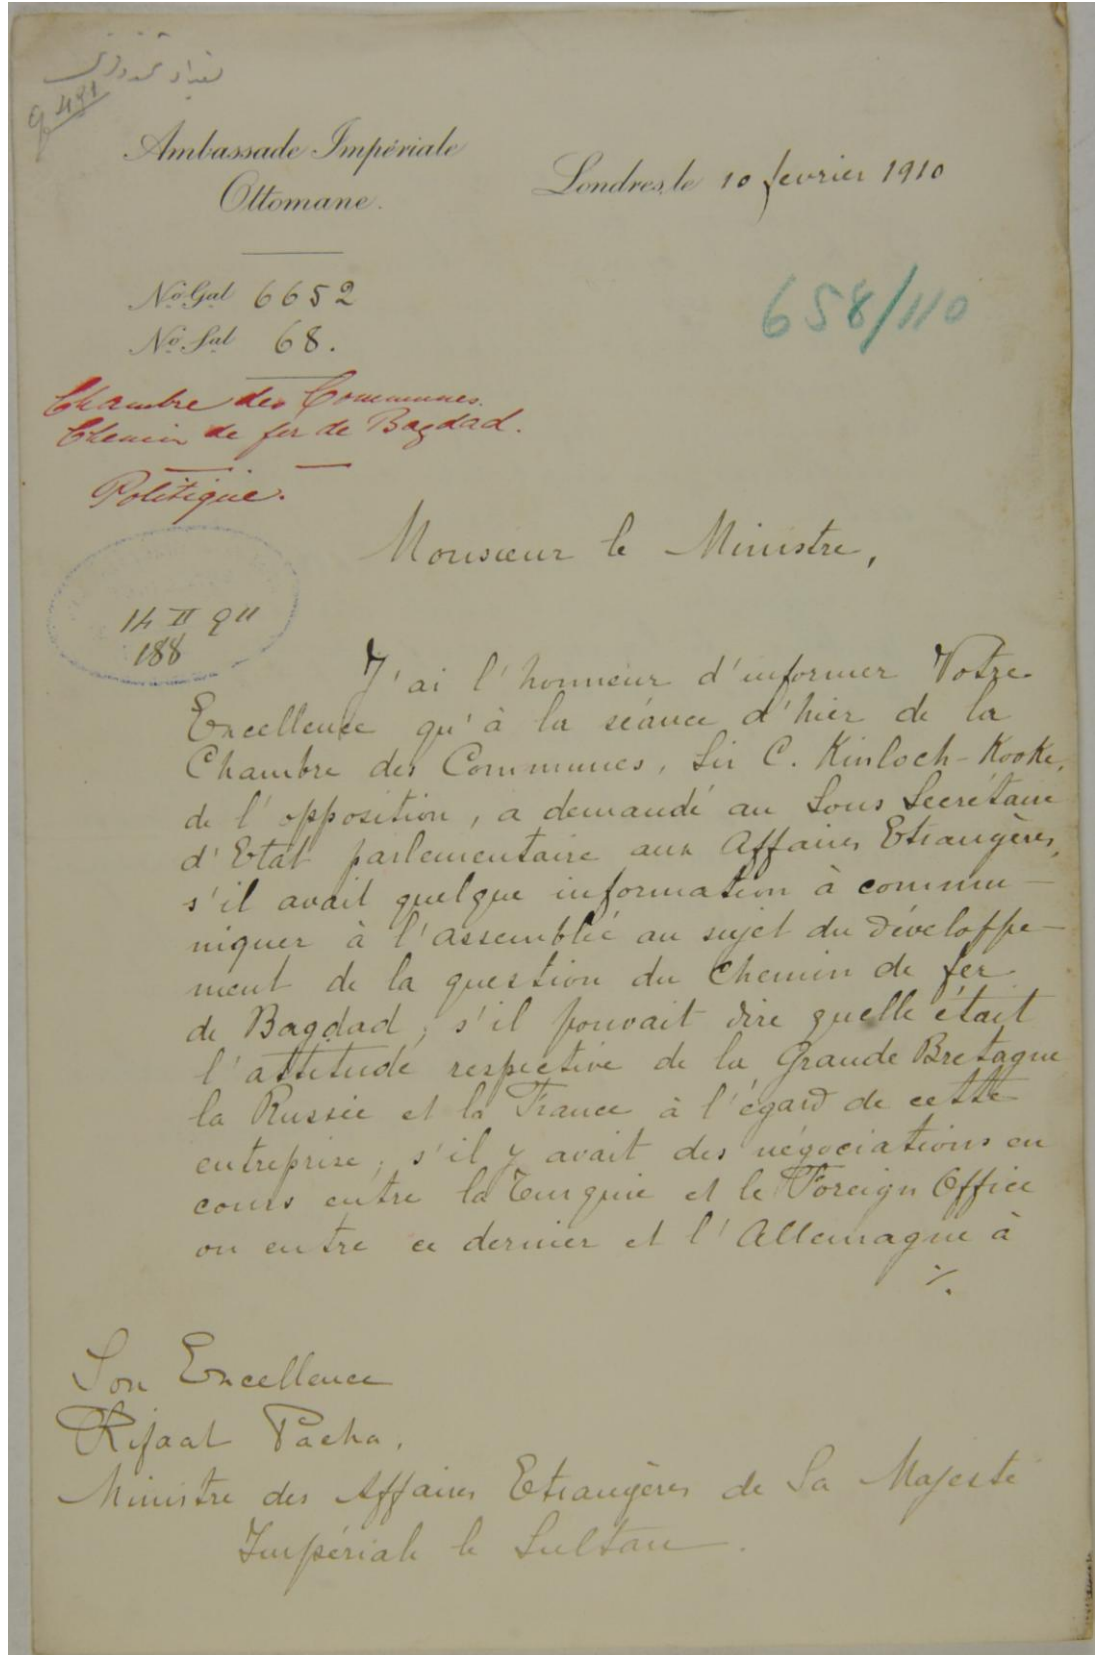 Ambassade Impériale
Ottomane.
Londres, le 10 fevrier 1910
Nº Gal 6652
658/110
Nº Sal 68.
Chambre des Communes.
Chemin de fer de Bagdad.
Politique.
Monsieur le Ministre,
14 II
188
J'ai l'honneur d'informer Votre
Excellence qu'à la séance d'hier de la
Chambre des Communes, Sir C. Kinloch-Kooke,
de l'opposition, a demandé au Sous Secrétaire
d'Etat parlementaire aux Affaires Etrangères,
s'il avait quelque information à commu-
niquer à l'assemblée au sujet du développe-
ment de la question du chemin de fer
de Bagdad; s'il pouvait dire quelle était
l'attitude respective de la Grande Bretagne
la Russie et la France à l'égard de cette
entreprise; s'il y avait des négociations en
cours entre la Turquie et le Foreign Office
ou entre ce dernier et l'Allemagne à
./.
Son Excellence
Rifaat Pacha,
Ministre des Affaires Etrangères de Sa Majesté
Impériale le Sultan.